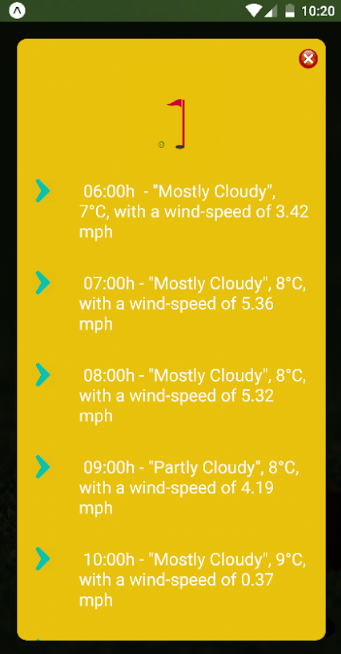 10:20
06:00h - "Mostly Cloudy",
7°C, with a wind-speed of 3.42
mph
07:00h - "Mostly Cloudy", 8°C,
with a wind-speed of 5.36
mph
08:00h - "Mostly Cloudy", 8°C,
with a wind-speed of 5.32
mph
09:00h - "Partly Cloudy", 8°C,
with a wind-speed of 4.19
mph
10:00h - "Mostly Cloudy", 9°C,
with a wind-speed of 0.37
mph